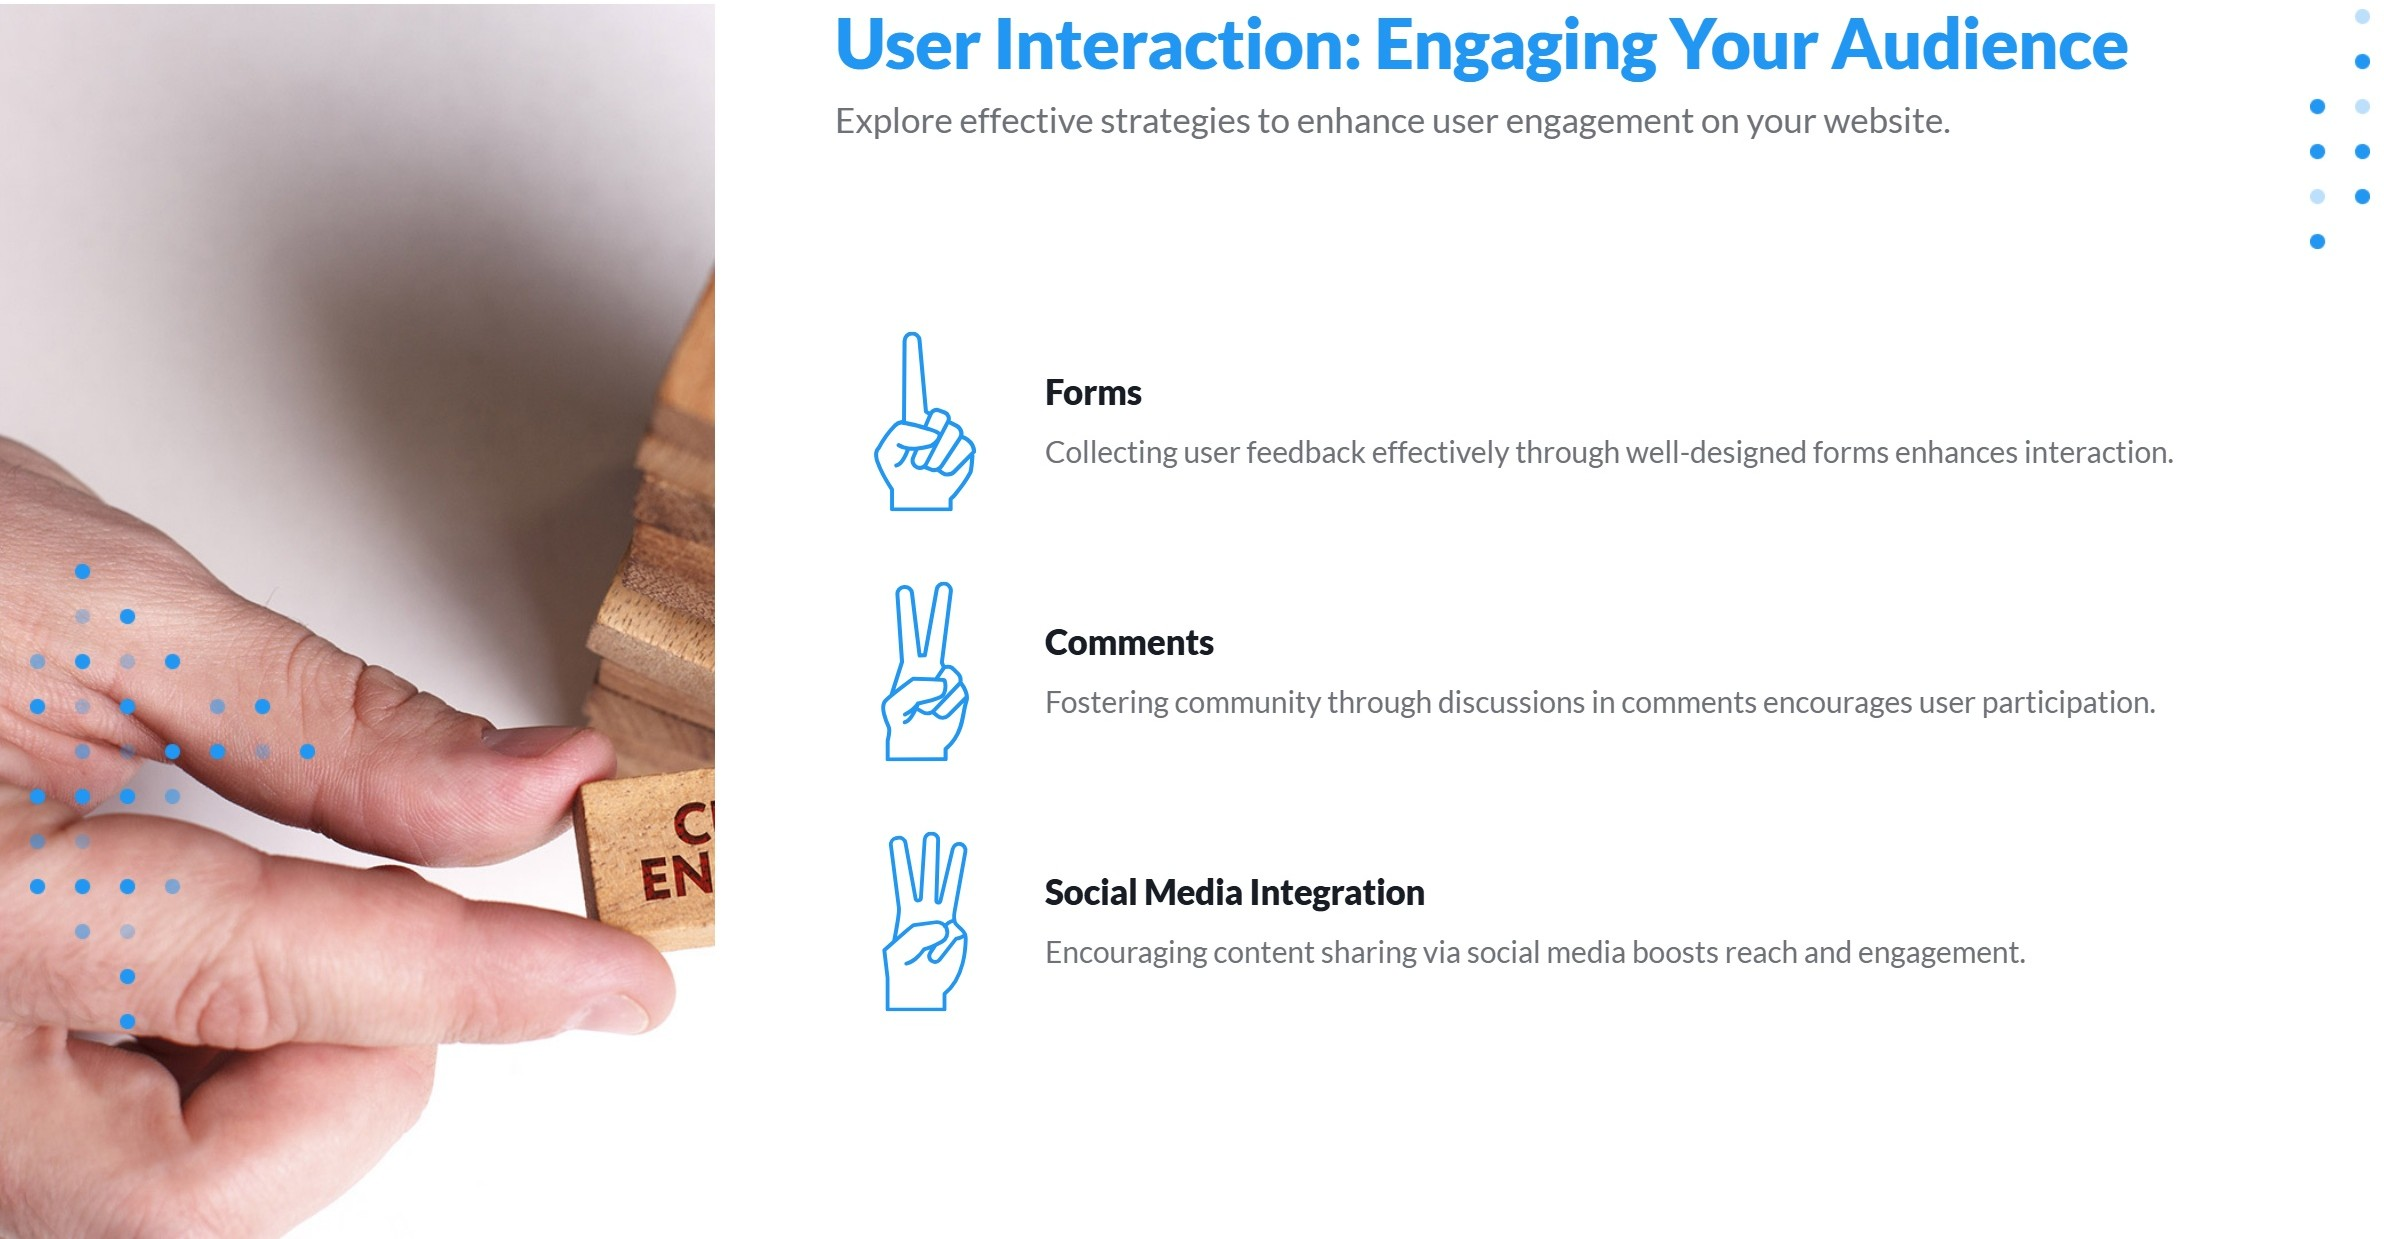 User Interaction: Engaging Your Audience
Explore effective strategies to enhance user engagement on your website.
Forms
Collecting user feedback effectively through well-designed forms enhances interaction.
Comments
Fostering community through discussions in comments encourages user participation.
Social Media Integration
Encouraging content sharing via social media boosts reach and engagement.